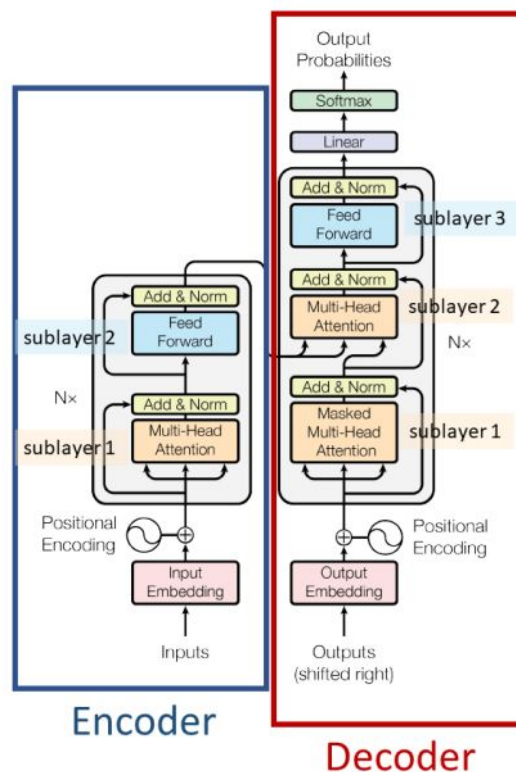 Output
Probabilities
Softmax
Linear
Add & Norm
Feed
Forward
sublayer 3
Add & Norm
Multi-Head
Attention
sublayer 2
N×
Add & Norm
Masked
Multi-Head
Attention
sublayer 1
Positional
Encoding
Output
Embedding
Outputs
(shifted right)
Decoder
Add & Norm
Feed
Forward
sublayer 2
N×
Add & Norm
Multi-Head
Attention
sublayer 1
Positional
Encoding
Input
Embedding
Inputs
Encoder